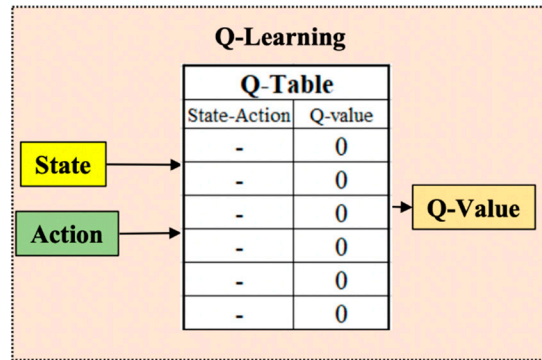 Q-Learning
Q-Table
State-Action Q-value
- 0
- 0
- 0
- 0
- 0
- 0
State
Action
Q-Value